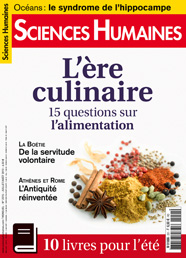 Océans : le syndrome de l'hippocampe
Sciences Humaines
SCIENCES HUMAINES
L'ère
culinaire
15 questions sur
l'alimentation
LA BOÉTIE
De la servitude
volontaire
ATHÈNES ET ROME
L'Antiquité
réinventée
10 livres pour l'été